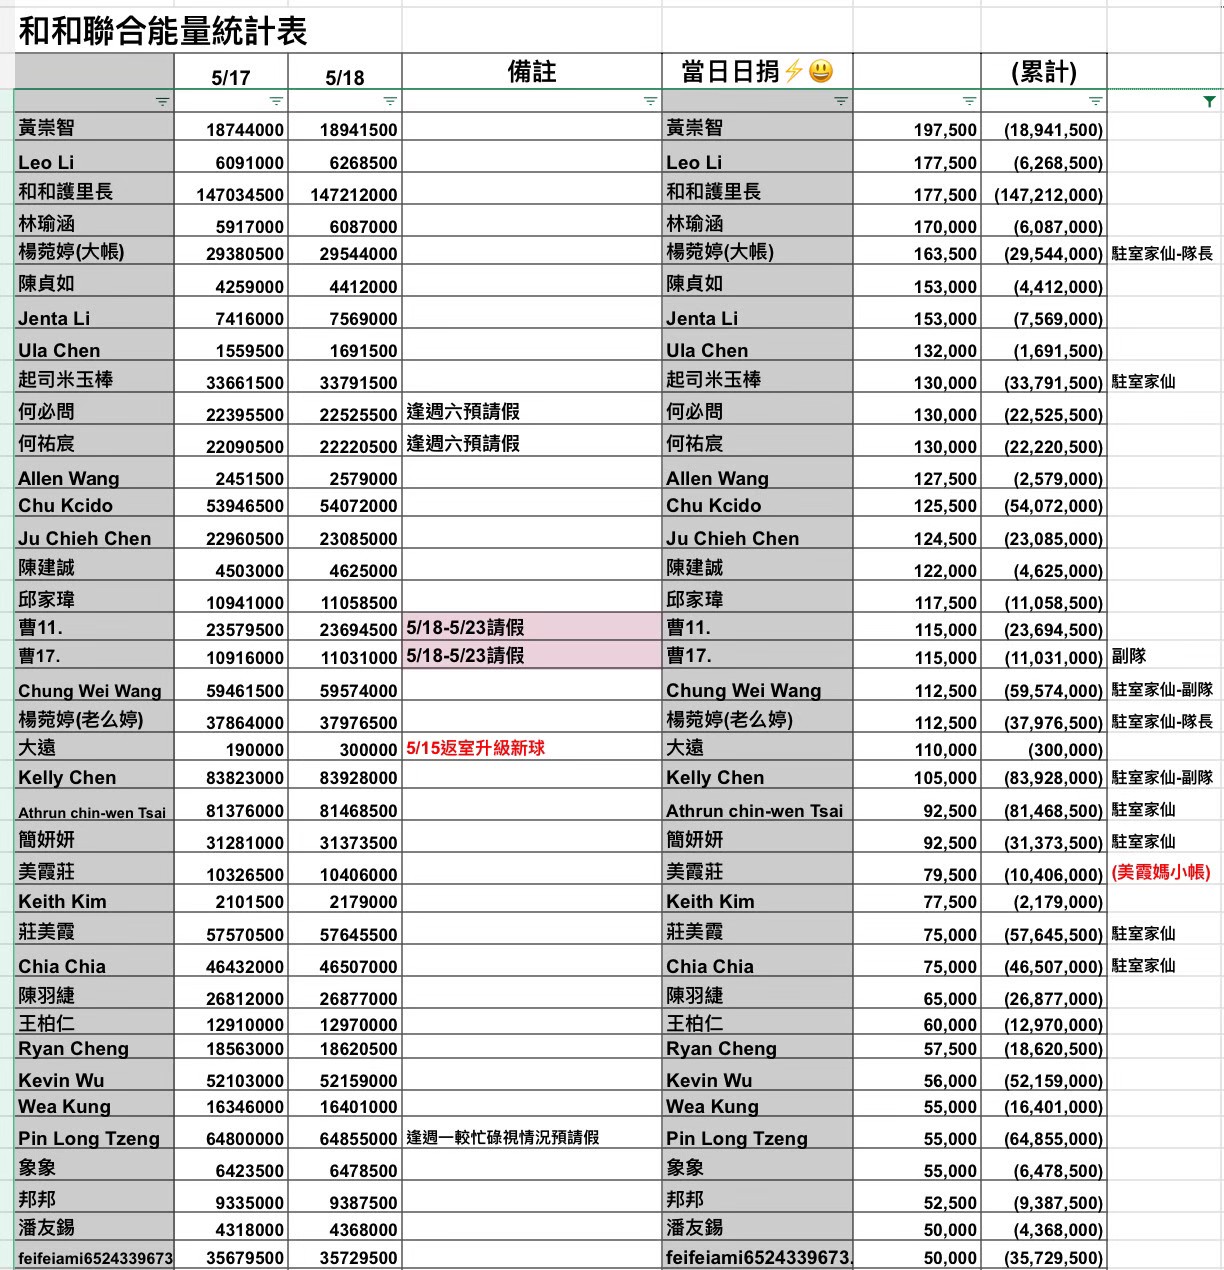 和和聯合能量統計表
5/17 5/18 備註 當日日捐⚡😃 (累計)
黃崇智 18744000 18941500 黃崇智 197,500 (18,941,500)
Leo Li 6091000 6268500 Leo Li 177,500 (6,268,500)
和和護里長 147034500 147212000 和和護里長 177,500 (147,212,000)
林瑜涵 5917000 6087000 林瑜涵 170,000 (6,087,000)
楊菀婷(大帳) 29380500 29544000 楊菀婷(大帳) 163,500 (29,544,000) 駐室家仙-隊長
陳貞如 4259000 4412000 陳貞如 153,000 (4,412,000)
Jenta Li 7416000 7569000 Jenta Li 153,000 (7,569,000)
Ula Chen 1559500 1691500 Ula Chen 132,000 (1,691,500)
起司米玉棒 33661500 33791500 起司米玉棒 130,000 (33,791,500) 駐室家仙
何必問 22395500 22525500 逢週六預請假 何必問 130,000 (22,525,500)
何祐宸 22090500 22220500 逢週六預請假 何祐宸 130,000 (22,220,500)
Allen Wang 2451500 2579000 Allen Wang 127,500 (2,579,000)
Chu Kcido 53946500 54072000 Chu Kcido 125,500 (54,072,000)
Ju Chieh Chen 22960500 23085000 Ju Chieh Chen 124,500 (23,085,000)
陳建誠 4503000 4625000 陳建誠 122,000 (4,625,000)
邱家瑋 10941000 11058500 邱家瑋 117,500 (11,058,500)
曹11. 23579500 23694500 5/18-5/23請假 曹11. 115,000 (23,694,500)
曹17. 10916000 11031000 5/18-5/23請假 曹17. 115,000 (11,031,000) 副隊
Chung Wei Wang 59461500 59574000 Chung Wei Wang 112,500 (59,574,000) 駐室家仙-副隊
楊菀婷(老么婷) 37864000 37976500 楊菀婷(老么婷) 112,500 (37,976,500) 駐室家仙-隊長
大遠 190000 300000 5/15返室升級新球 大遠 110,000 (300,000)
Kelly Chen 83823000 83928000 Kelly Chen 105,000 (83,928,000) 駐室家仙-副隊
Athrun chin-wen Tsai 81376000 81468500 Athrun chin-wen Tsai 92,500 (81,468,500) 駐室家仙
簡妍妍 31281000 31373500 簡妍妍 92,500 (31,373,500) 駐室家仙
美霞莊 10326500 10406000 美霞莊 79,500 (10,406,000) (美霞媽小帳)
Keith Kim 2101500 2179000 Keith Kim 77,500 (2,179,000)
莊美霞 57570500 57645500 莊美霞 75,000 (57,645,500) 駐室家仙
Chia Chia 46432000 46507000 Chia Chia 75,000 (46,507,000) 駐室家仙
陳羽緁 26812000 26877000 陳羽緁 65,000 (26,877,000)
王柏仁 12910000 12970000 王柏仁 60,000 (12,970,000)
Ryan Cheng 18563000 18620500 Ryan Cheng 57,500 (18,620,500)
Kevin Wu 52103000 52159000 Kevin Wu 56,000 (52,159,000)
Wea Kung 16346000 16401000 Wea Kung 55,000 (16,401,000)
Pin Long Tzeng 64800000 64855000 逢週一較忙碌視情況預請假 Pin Long Tzeng 55,000 (64,855,000)
象象 6423500 6478500 象象 55,000 (6,478,500)
邦邦 9335000 9387500 邦邦 52,500 (9,387,500)
潘友錫 4318000 4368000 潘友錫 50,000 (4,368,000)
feifeiami6524339673 35679500 35729500 feifeiami6524339673. 50,000 (35,729,500)